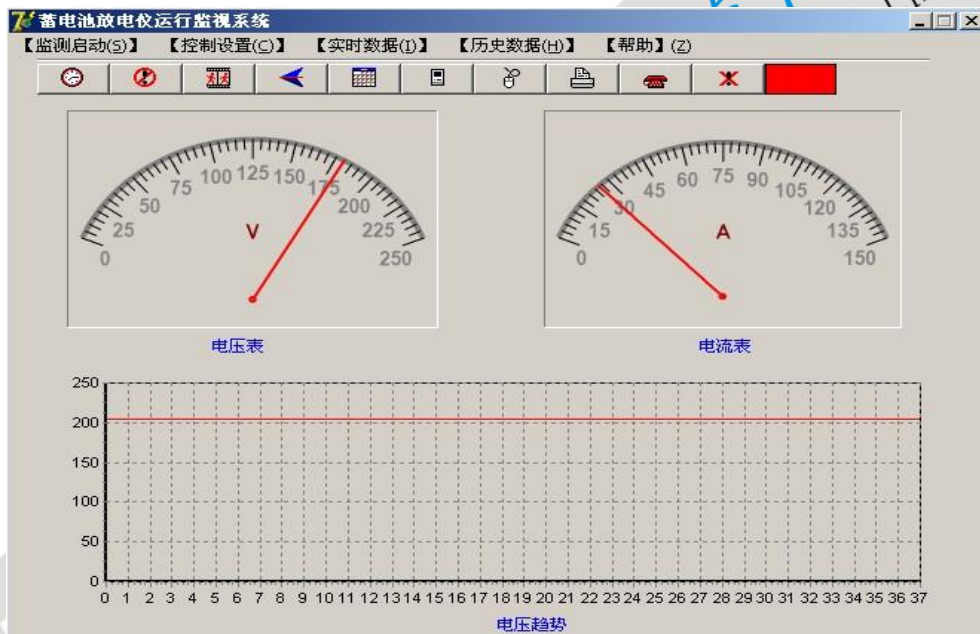 蓄电池放电仪运行监视系统
【监测启动(S)】 【控制设置(C)】 【实时数据(I)】 【历史数据(H)】 【帮助】(Z)
0 25 50 75 100 125 150 175 200 225 250
V
电压表
0 15 30 45 60 75 90 105 120 135 150
A
电流表
250
200
150
100
50
0
0 1 2 3 4 5 6 7 8 9 10 11 12 13 14 15 16 17 18 19 20 21 22 23 24 25 26 27 28 29 30 31 32 33 34 35 36 37
电压趋势